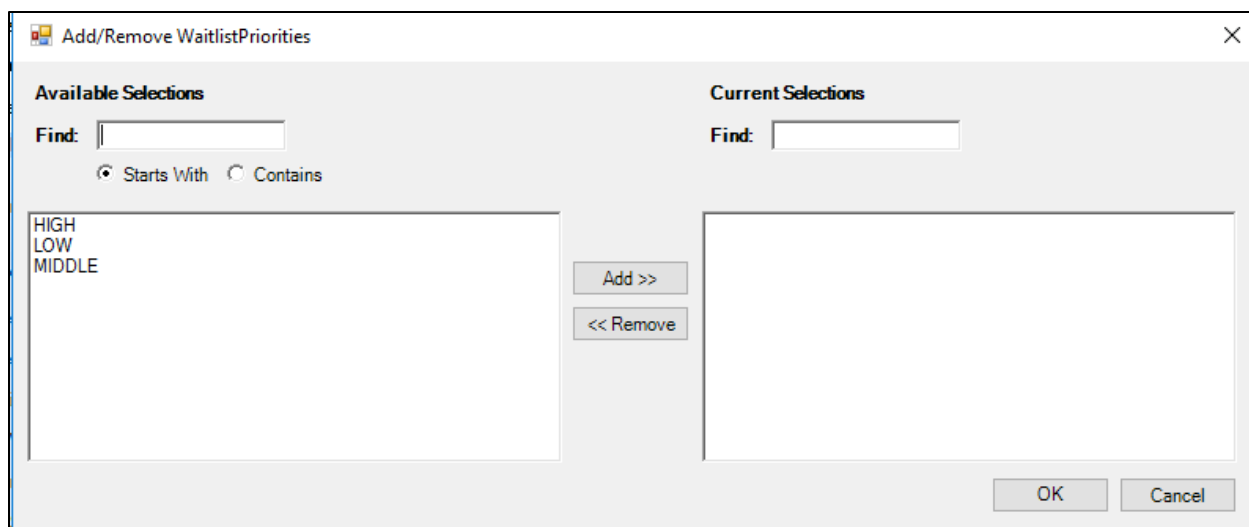 Add/Remove WaitlistPriorities
Available Selections
Current Selections
Find:
Find:
Starts With
Contains
HIGH
LOW
MIDDLE
Add >>
<< Remove
OK
Cancel